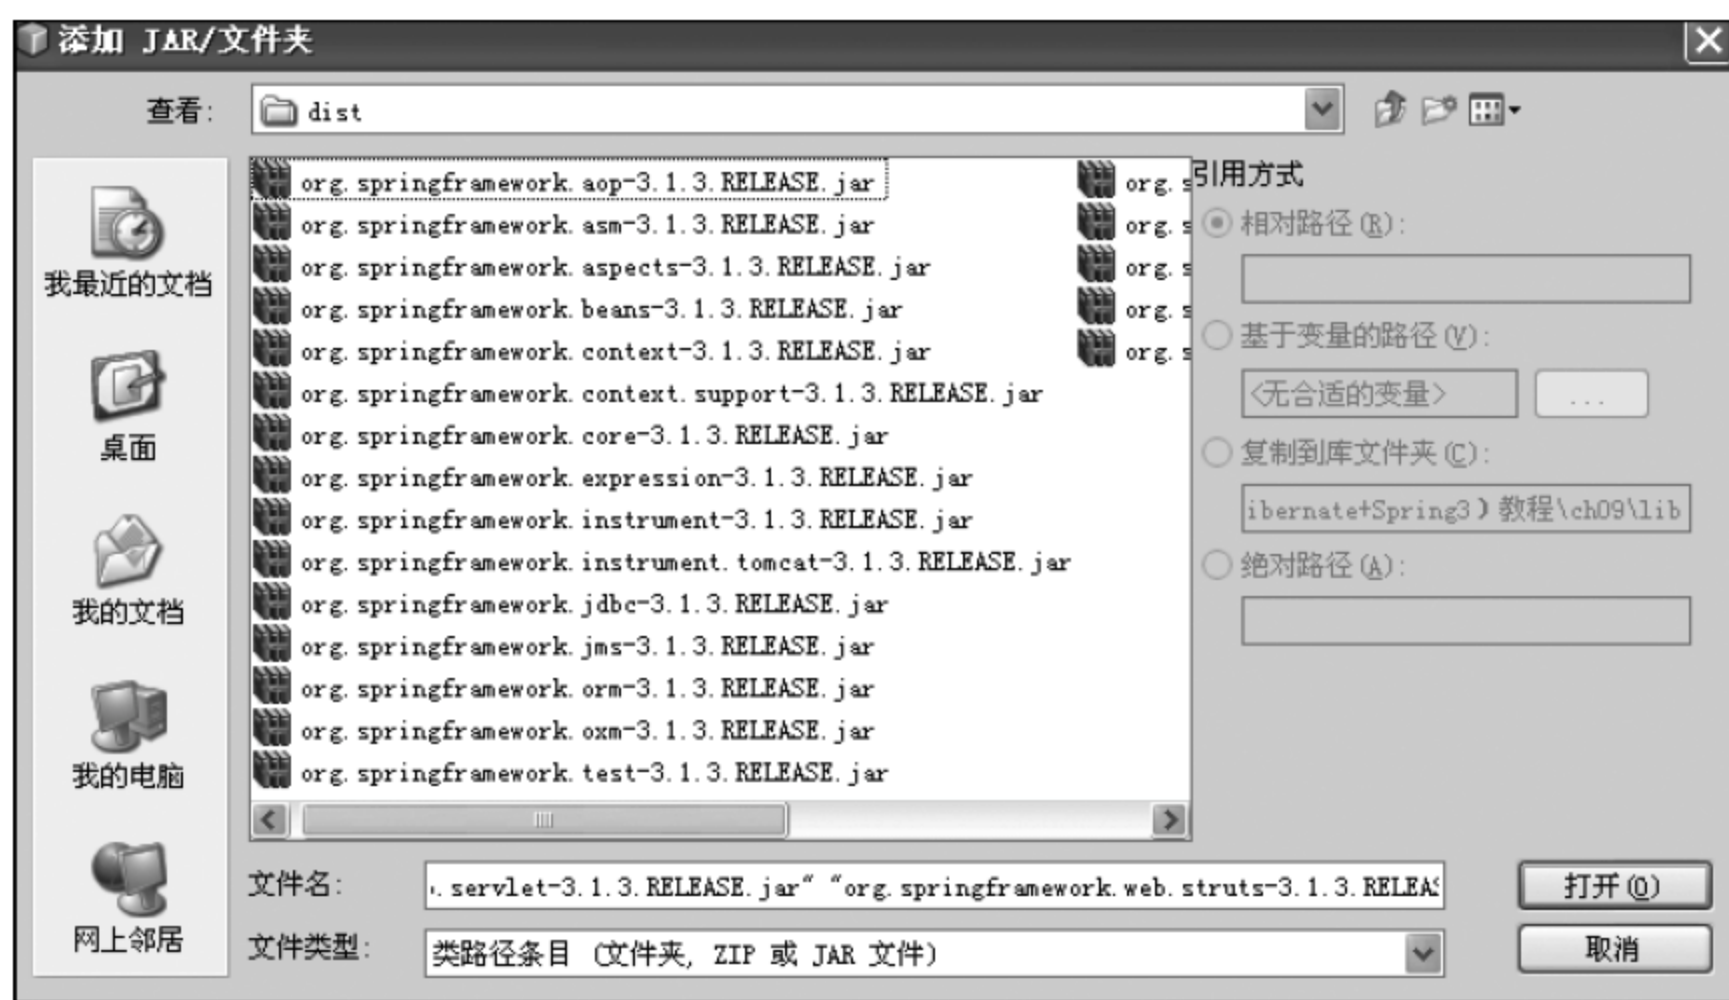 添加 JAR/文件夹
查看:
dist
我最近的文档
桌面
我的文档
我的电脑
网上邻居
org.springframework.aop-3.1.3.RELEASE.jar
org.springframework.asm-3.1.3.RELEASE.jar
org.springframework.aspects-3.1.3.RELEASE.jar
org.springframework.beans-3.1.3.RELEASE.jar
org.springframework.context-3.1.3.RELEASE.jar
org.springframework.context.support-3.1.3.RELEASE.jar
org.springframework.core-3.1.3.RELEASE.jar
org.springframework.expression-3.1.3.RELEASE.jar
org.springframework.instrument-3.1.3.RELEASE.jar
org.springframework.instrument.tomcat-3.1.3.RELEASE.jar
org.springframework.jdbc-3.1.3.RELEASE.jar
org.springframework.jms-3.1.3.RELEASE.jar
org.springframework.orm-3.1.3.RELEASE.jar
org.springframework.oxm-3.1.3.RELEASE.jar
org.springframework.test-3.1.3.RELEASE.jar
org.s
org.s
org.s
org.s
org.s
引用方式
相对路径(R):
基于变量的路径(V):
<无合适的变量>
...
复制到库文件夹(C):
ibernate+Spring3)教程\ch09\lib
绝对路径(A):
文件名:
.servlet-3.1.3.RELEASE.jar" "org.springframework.web.struts-3.1.3.RELEAS
打开(O)
文件类型:
类路径条目 (文件夹, ZIP 或 JAR 文件)
取消